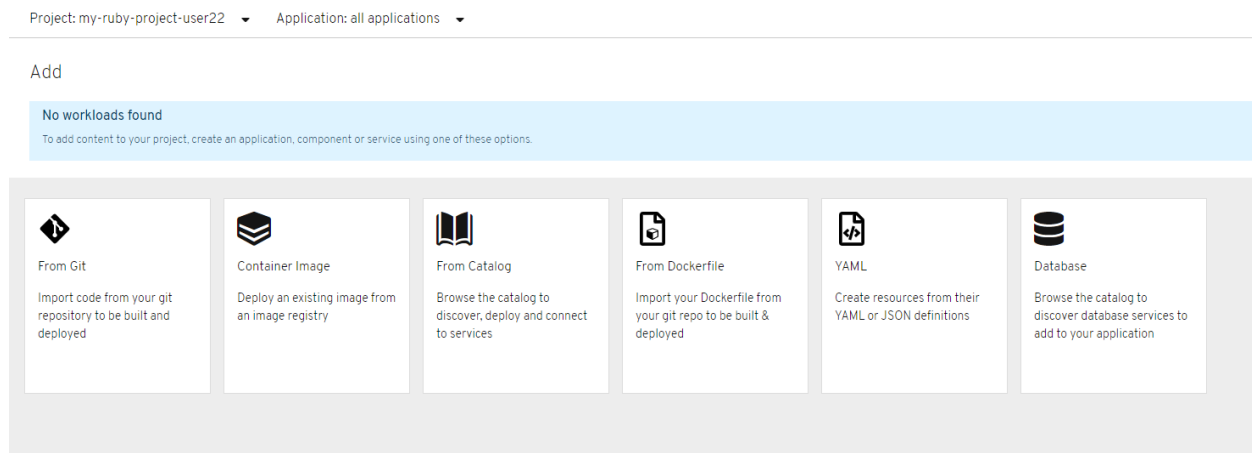 Project: my-ruby-project-user22 Application: all applications
Add
No workloads found
To add content to your project, create an application, component or service using one of these options.
From Git
Import code from your git
repository to be built and
deployed
Container Image
Deploy an existing image from
an image registry
From Catalog
Browse the catalog to
discover, deploy and connect
to services
From Dockerfile
Import your Dockerfile from
your git repo to be built &
deployed
YAML
Create resources from their
YAML or JSON definitions
Database
Browse the catalog to
discover database services to
add to your application